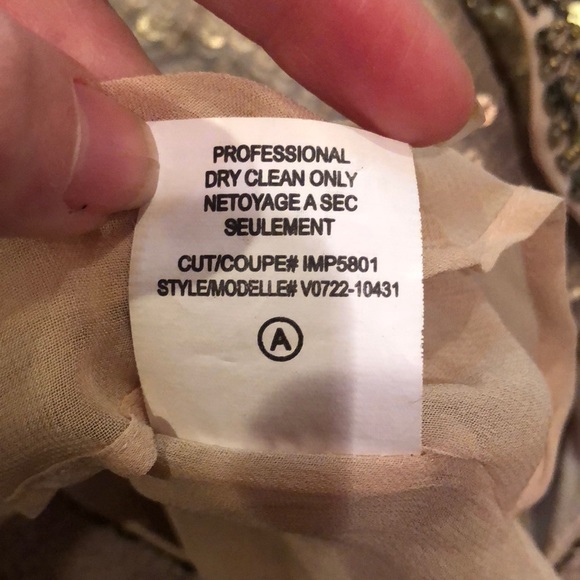 PROFESSIONAL
DRY CLEAN ONLY
NETOYAGE A SEC
SEULEMENT
CUT/COUPE# IMP5801
STYLE/MODELLE# V0722-10431
A